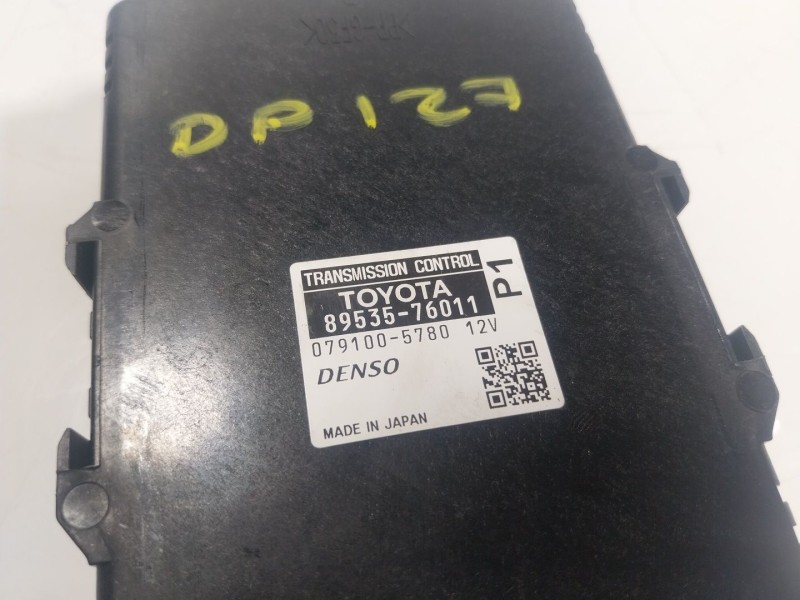 DP127
TRANSMISSION CONTROL
TOYOTA
89535-76011
P1
079100-5780 12V
DENSO
MADE IN JAPAN